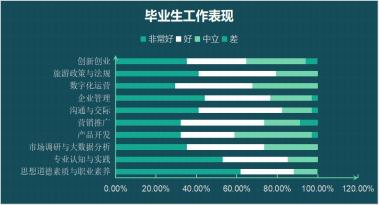 毕业生工作表现
非常好 好 中立 差
创新创业
旅游政策与法规
数字化运营
企业管理
沟通与交际
营销推广
产品开发
市场调研与大数据分析
专业认知与实践
思想道德素质与职业素养
0.00% 20.00% 40.00% 60.00% 80.00% 100.00% 120.00%